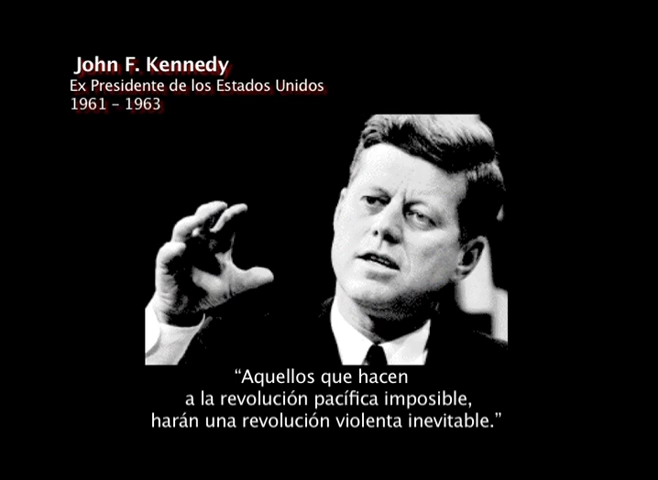 John F. Kennedy
Ex Presidente de los Estados Unidos
1961 – 1963
“Aquellos que hacen
a la revolución pacífica imposible,
harán una revolución violenta inevitable.”